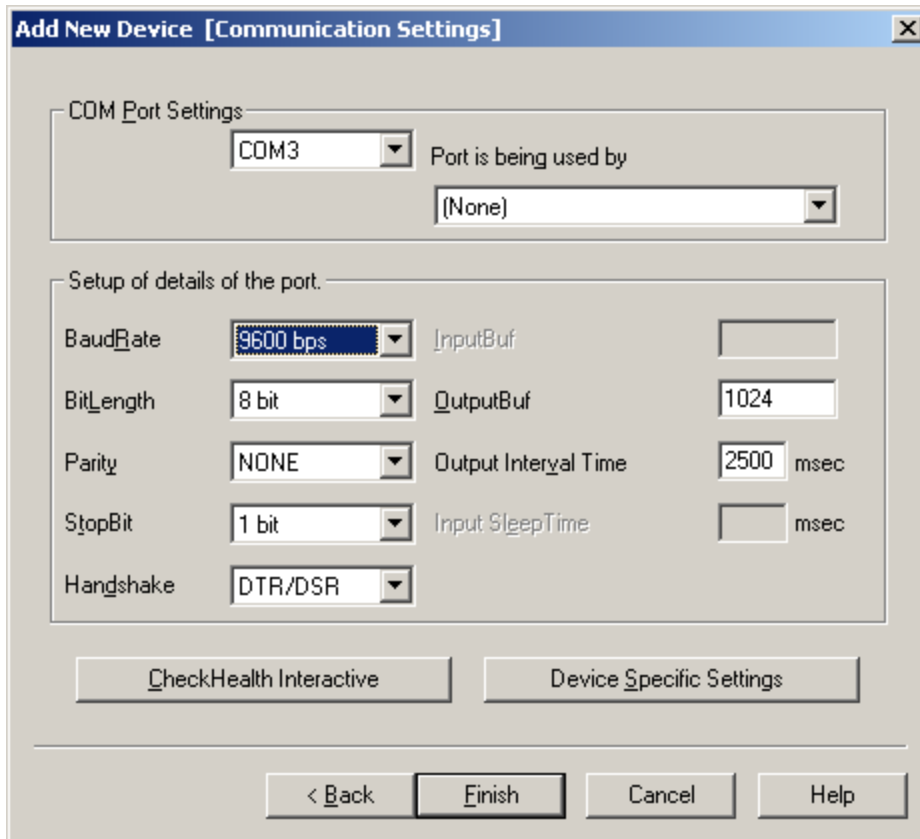 Add New Device [Communication Settings]
COM Port Settings
COM3
Port is being used by
(None)
Setup of details of the port.
BaudRate 9600 bps InputBuf
BitLength 8 bit OutputBuf 1024
Parity NONE Output Interval Time 2500 msec
StopBit 1 bit Input SleepTime msec
Handshake DTR/DSR
CheckHealth Interactive Device Specific Settings
< Back Finish Cancel Help